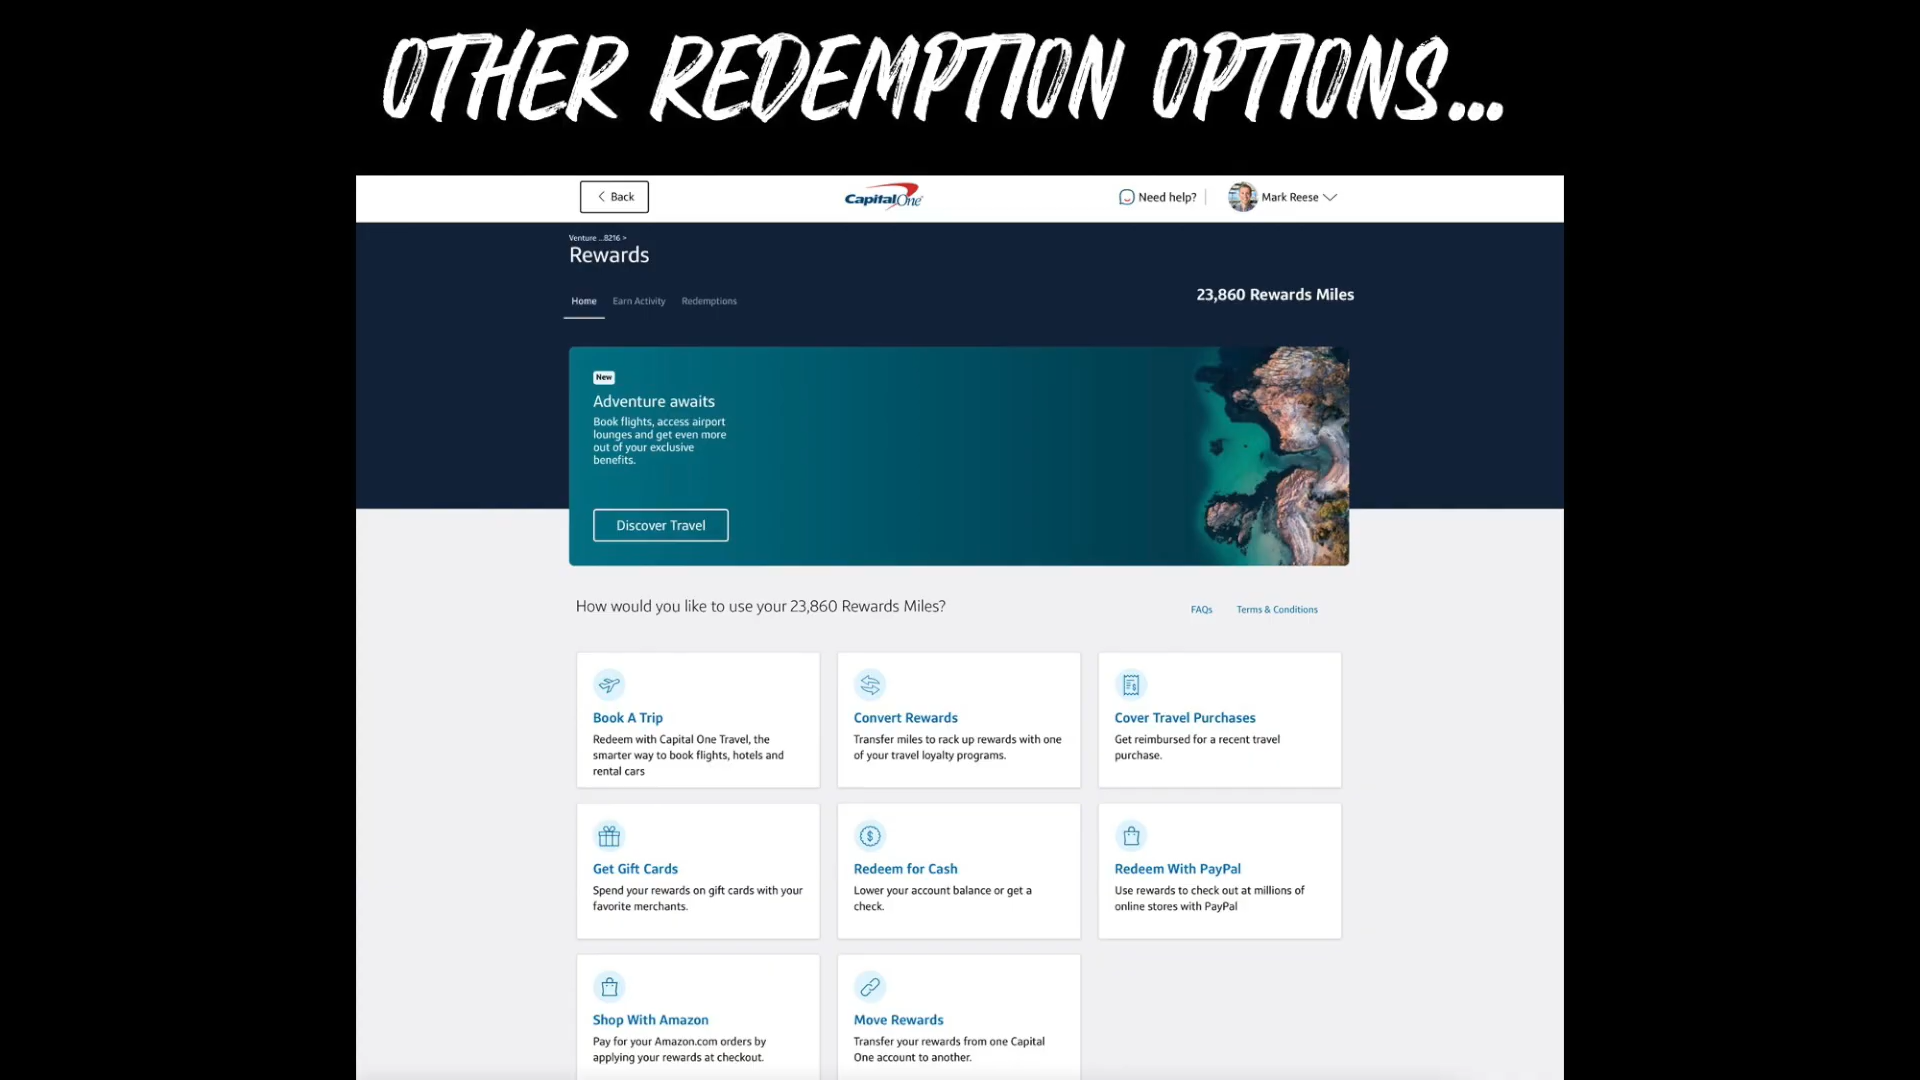 OTHER REDEMPTION OPTIONS...
Back
CapitalOne
Need help?
Mark Reese
Venture ...8216 >
Rewards
Home
Earn Activity
Redemptions
23,860 Rewards Miles
New
Adventure awaits
Book flights, access airport
lounges and get even more
out of your exclusive
benefits.
Discover Travel
How would you like to use your 23,860 Rewards Miles?
FAQs
Terms & Conditions
Book A Trip
Redeem with Capital One Travel, the
smarter way to book flights, hotels and
rental cars
Convert Rewards
Transfer miles to rack up rewards with one
of your travel loyalty programs.
Cover Travel Purchases
Get reimbursed for a recent travel
purchase.
Get Gift Cards
Spend your rewards on gift cards with your
favorite merchants.
Redeem for Cash
Lower your account balance or get a
check.
Redeem With PayPal
Use rewards to check out at millions of
online stores with PayPal
Shop With Amazon
Pay for your Amazon.com orders by
applying your rewards at checkout.
Move Rewards
Transfer your rewards from one Capital
One account to another.